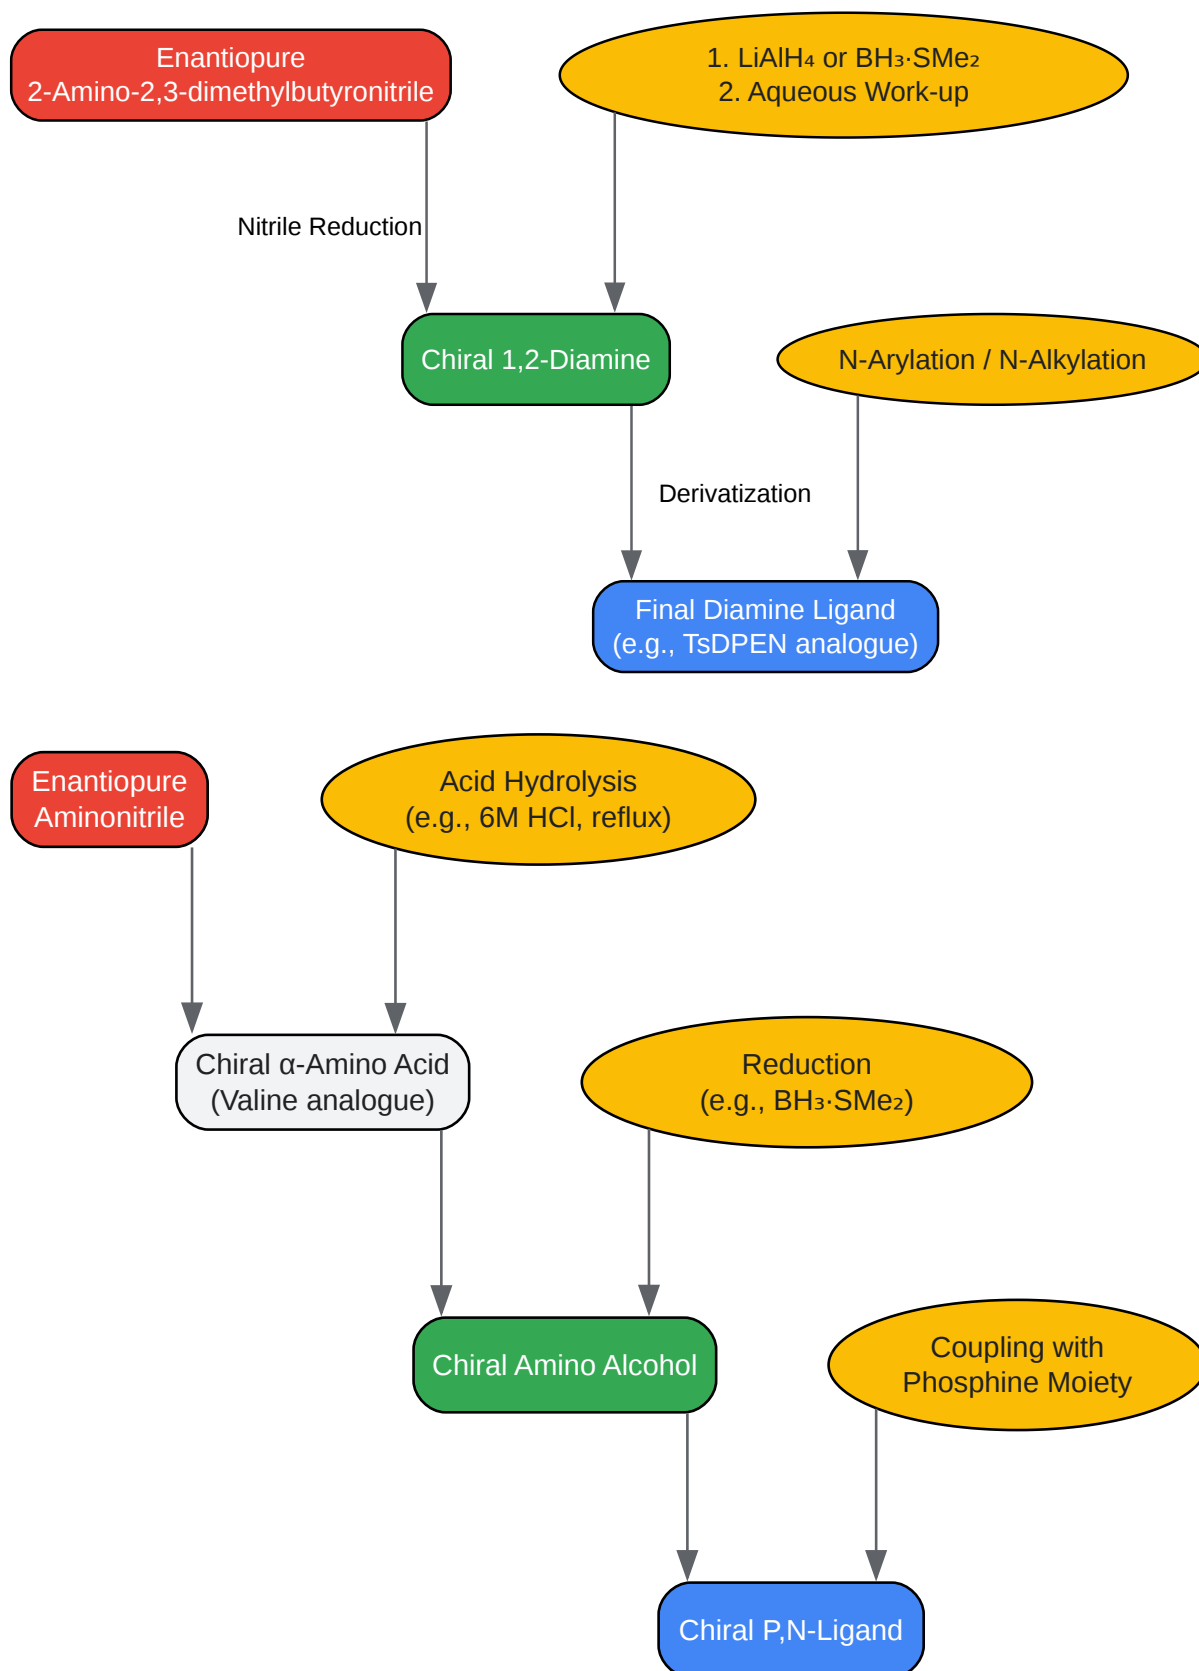 Enantiopure
2-Amino-2,3-dimethylbutyronitrile
1. LiAlH₄ or BH₃·SMe₂
2. Aqueous Work-up
Nitrile Reduction
Chiral 1,2-Diamine
N-Arylation / N-Alkylation
Derivatization
Final Diamine Ligand
(e.g., TsDPEN analogue)
Enantiopure
Aminonitrile
Acid Hydrolysis
(e.g., 6M HCl, reflux)
Chiral α-Amino Acid
(Valine analogue)
Reduction
(e.g., BH₃·SMe₂)
Chiral Amino Alcohol
Coupling with
Phosphine Moiety
Chiral P,N-Ligand